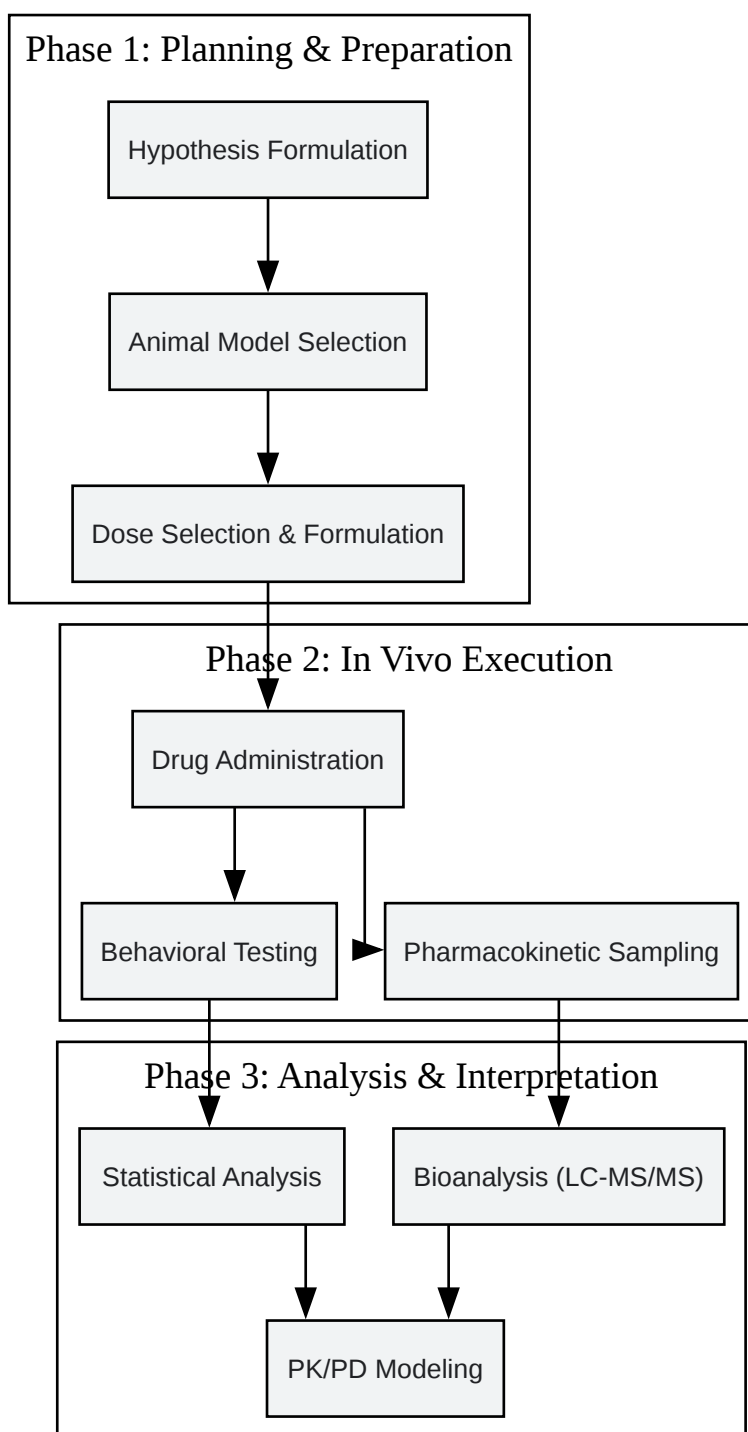 Phase 1: Planning & Preparation
Hypothesis Formulation
Animal Model Selection
Dose Selection & Formulation
Phase 2: In Vivo Execution
Drug Administration
Behavioral Testing
Pharmacokinetic Sampling
Phase 3: Analysis & Interpretation
Statistical Analysis
Bioanalysis (LC-MS/MS)
PK/PD Modeling